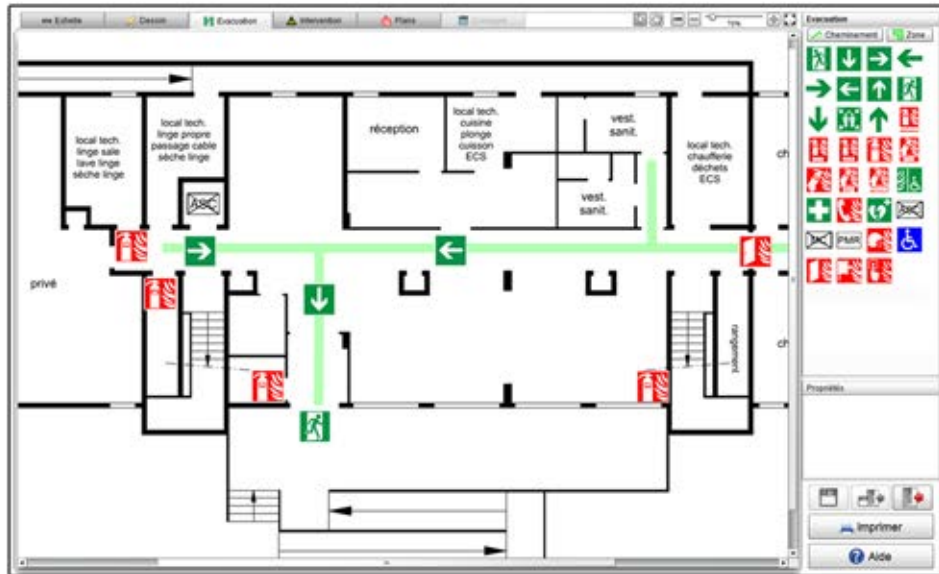 Echelle
Dessin
Evacuation
Intervention
Plans
Evacuation
Cheminement
Zone
local tech.
linge sale
lave linge
sèche linge
local tech.
linge propre
passage cable
sèche linge
ASC
réception
local tech.
cuisine
plonge
cuisson
ECS
vest.
sanit.
vest.
sanit.
local tech.
chaufferie
déchets
ECS
ch
privé
rangement
ch
PMR
Propriétés
Imprimer
Aide